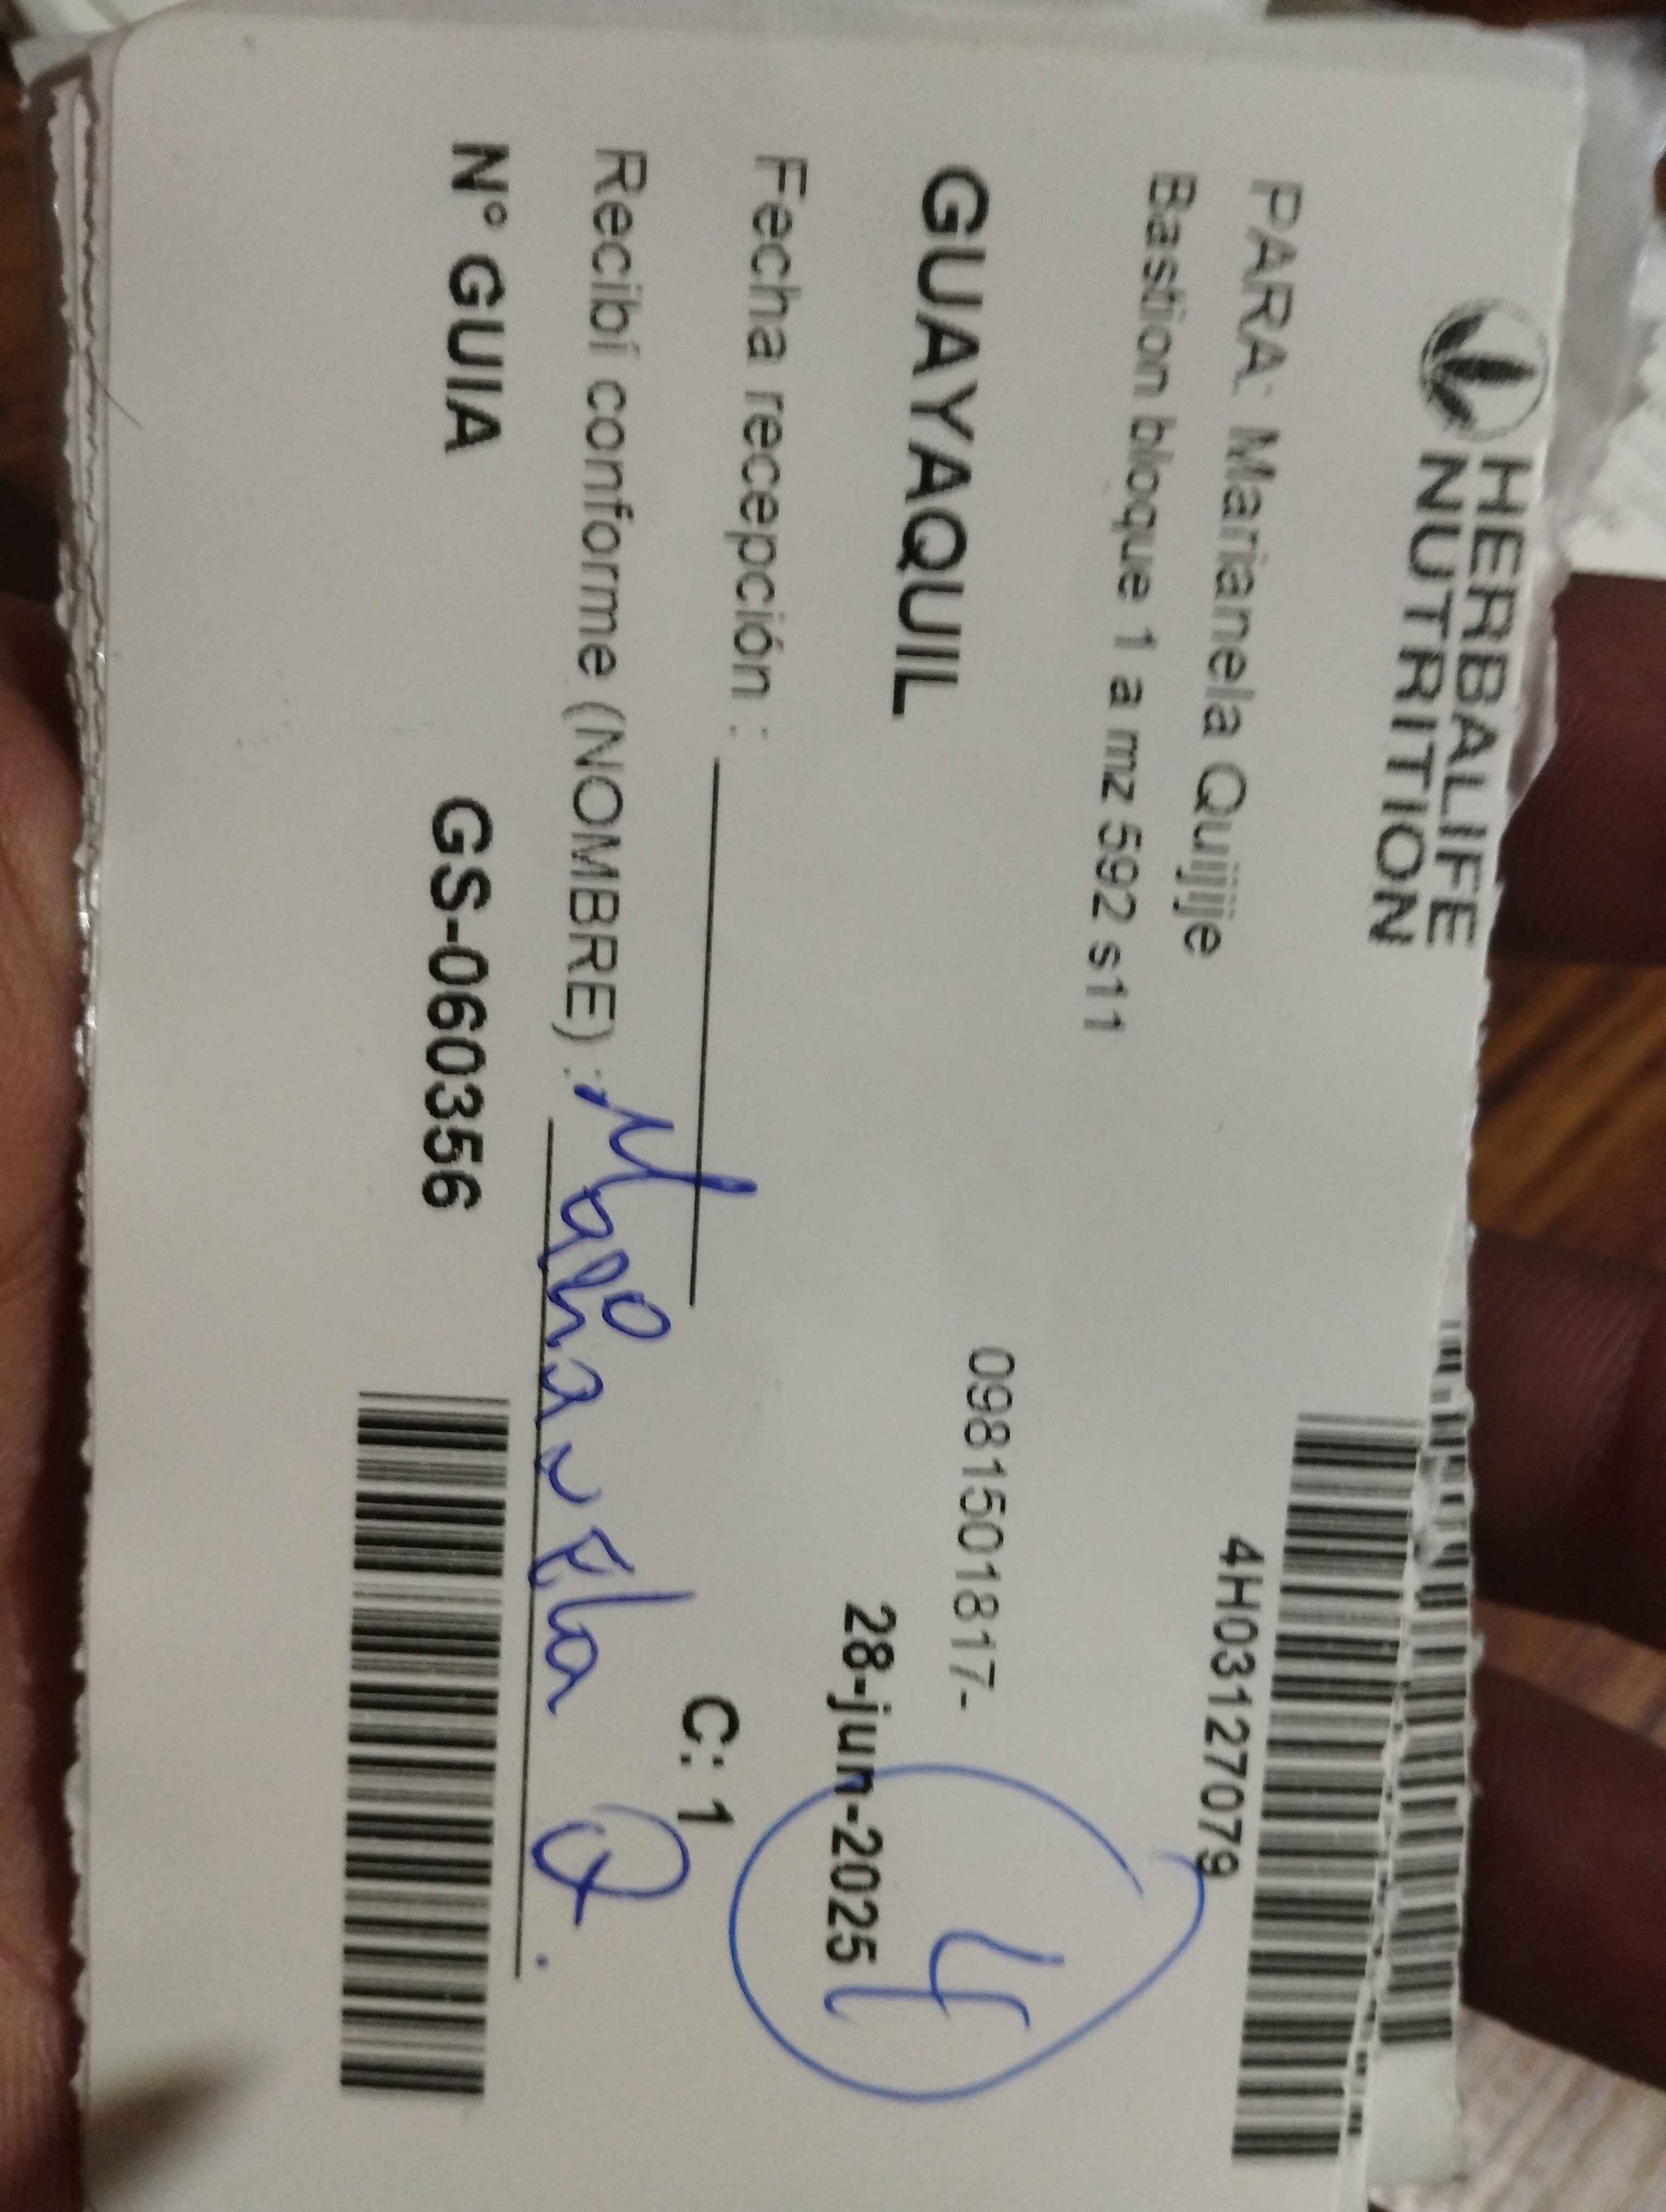 HERBALIFE
NUTRITION
4H03127079
PARA: Marianela Quijije
Bastion bloque 1 a mz 592 s11
0981501817-
4
GUAYAQUIL
28-jun-2025
Fecha recepción :
C: 1
Recibí conforme (NOMBRE) : Marianela Q.
N° GUIA GS-060356